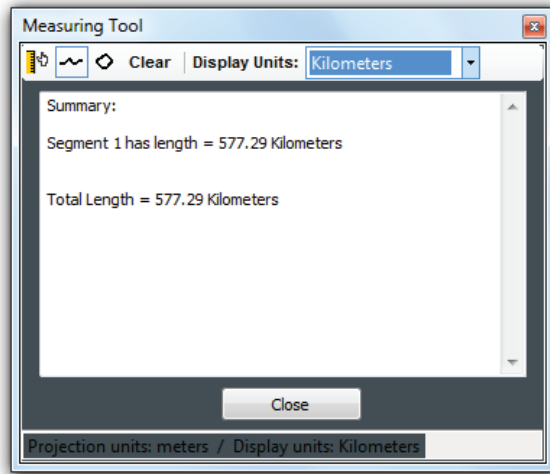 Measuring Tool
Clear Display Units: Kilometers
Summary:
Segment 1 has length = 577.29 Kilometers
Total Length = 577.29 Kilometers
Close
Projection units: meters / Display units: Kilometers